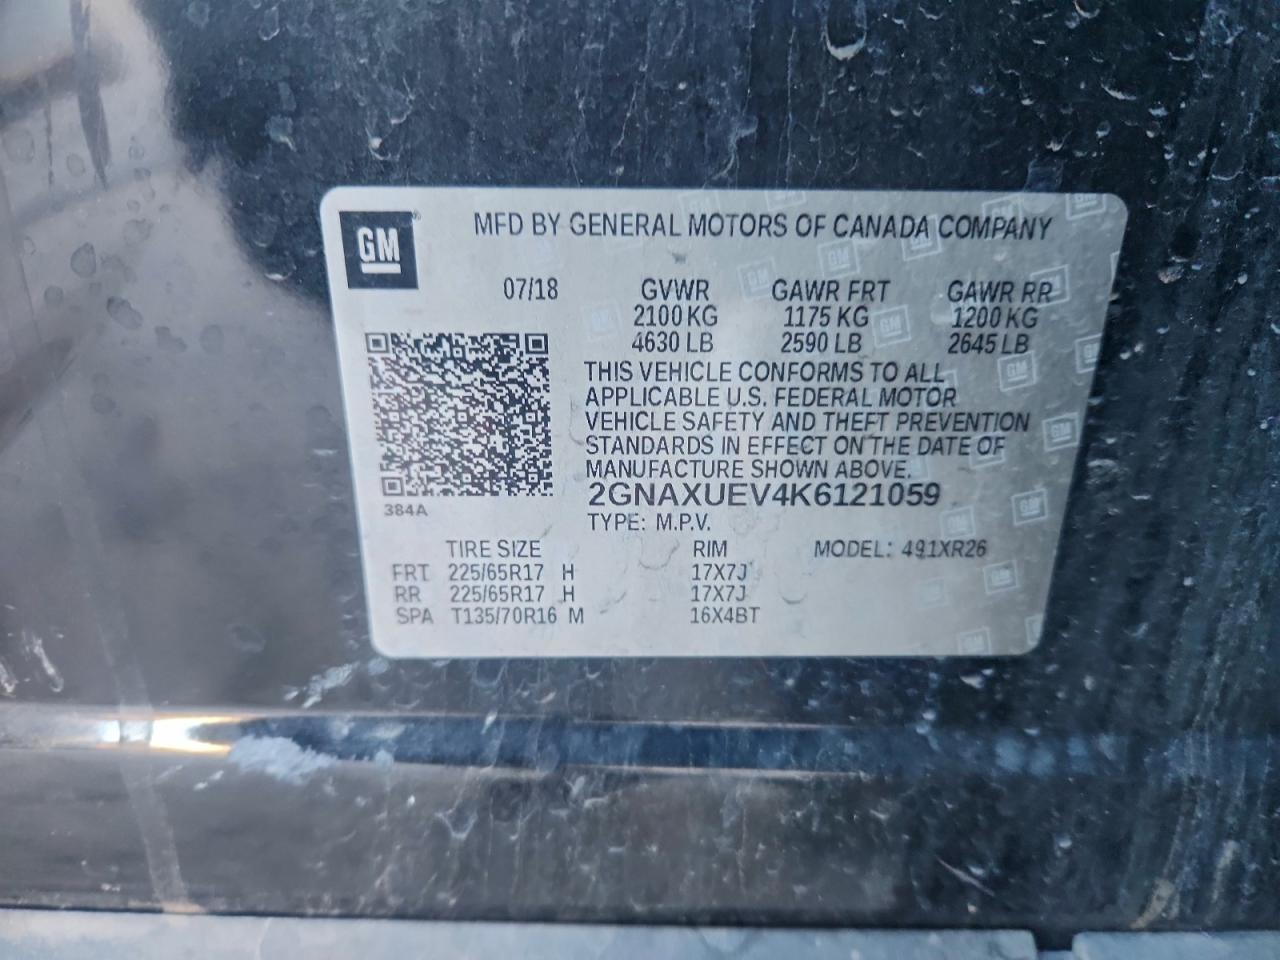 GM
MFD BY GENERAL MOTORS OF CANADA COMPANY
07/18 GVWR GAWR FRT GAWR RR
2100 KG 1175 KG 1200 KG
4630 LB 2590 LB 2645 LB
THIS VEHICLE CONFORMS TO ALL
APPLICABLE U.S. FEDERAL MOTOR
VEHICLE SAFETY AND THEFT PREVENTION
STANDARDS IN EFFECT ON THE DATE OF
MANUFACTURE SHOWN ABOVE.
2GNAXUEV4K6121059
384A
TYPE: M.P.V.
TIRE SIZE RIM MODEL: 491XR26
FRT 225/65R17 H 17X7J
RR 225/65R17 H 17X7J
SPA T135/70R16 M 16X4BT